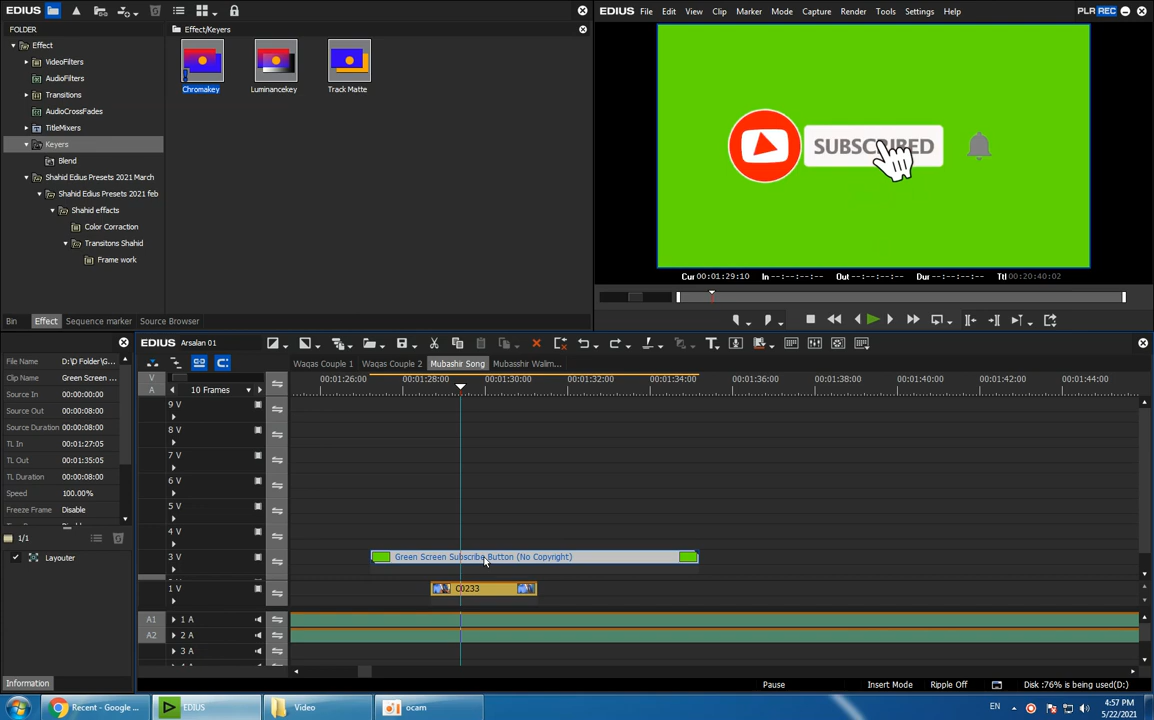 EDIUS
FOLDER
Effect
VideoFilters
AudioFilters
Transitions
AudioCrossFades
TitleMixers
Keyers
Blend
Shahid Edius Presets 2021 March
Shahid Edius Presets 2021 feb
Shahid effects
Color Corraction
Transitons Shahid
Frame work
Effect/Keyers
Chromakey
Luminancekey
Track Matte
Bin
Effect
Sequence marker
Source Browser
EDIUS File Edit View Clip Marker Mode Capture Render Tools Settings Help
PLR REC
SUBSCRIBED
Cur 00:01:29:10 In --:--:--:-- Out --:--:--:-- Dur --:--:--:-- Ttl 00:20:40:02
File Name D:\D Folder\G...
Clip Name Green Screen ...
Source In 00:00:00:00
Source Out 00:00:08:00
Source Duration 00:00:08:00
TL In 00:01:27:05
TL Out 00:01:35:05
TL Duration 00:00:08:00
Speed 100.00%
Freeze Frame Disable
1/1
Layouter
Information
EDIUS Arsalan 01
Waqas Couple 1
Waqas Couple 2
Mubashir Song
Mubasshir Walim...
V
A
10 Frames
00:01:26:00 00:01:28:00 00:01:30:00 00:01:32:00 00:01:34:00 00:01:36:00 00:01:38:00 00:01:40:00 00:01:42:00 00:01:44:00
9 V
8 V
7 V
6 V
5 V
4 V
3 V
Green Screen Subscribe Button (No Copyright)
1 V
C0233
A1 1 A
A2 2 A
3 A
Pause
Insert Mode
Ripple Off
Disk :76% is being used(D:)
Recent - Google ...
EDIUS
Video
ocam
EN
4:57 PM
5/22/2021